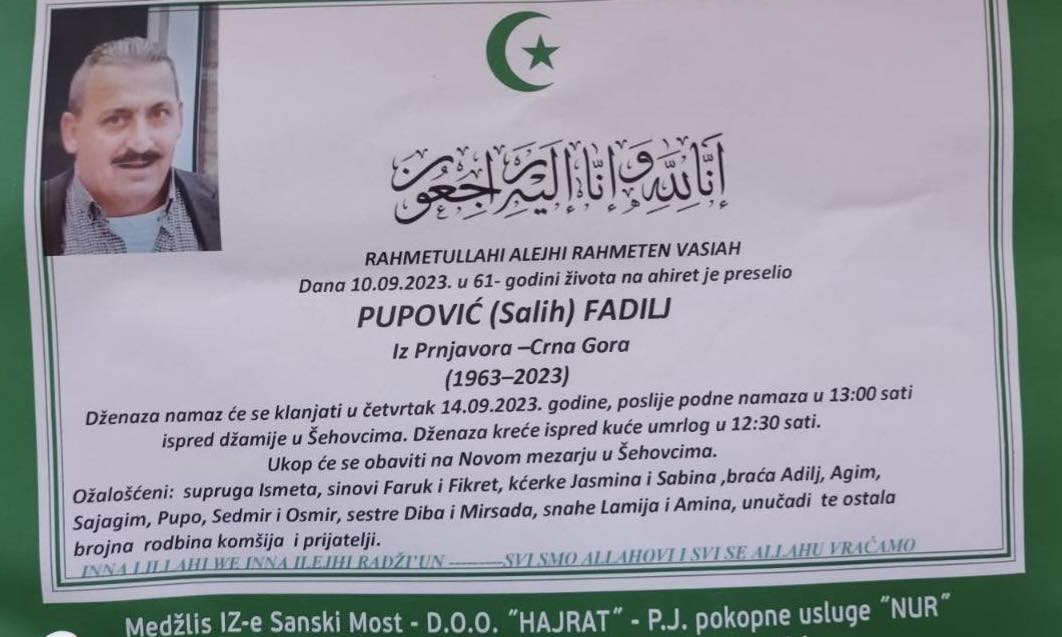 إنا لله وإنا إليه راجعون
RAHMETULLAHI ALEJHI RAHMETEN VASIAH
Dana 10.09.2023. u 61- godini života na ahiret je preselio
PUPOVIĆ (Salih) FADILJ
Iz Prnjavora –Crna Gora
(1963–2023)
Dženaza namaz će se klanjati u četvrtak 14.09.2023. godine, poslije podne namaza u 13:00 sati
ispred džamije u Šehovcima. Dženaza kreće ispred kuće umrlog u 12:30 sati.
Ukop će se obaviti na Novom mezarju u Šehovcima.
Ožalošćeni: supruga Ismeta, sinovi Faruk i Fikret, kćerke Jasmina i Sabina ,braća Adilj, Agim,
Sajagim, Pupo, Sedmir i Osmir, sestre Diba i Mirsada, snahe Lamija i Amina, unučadi te ostala
brojna rodbina komšija i prijatelji.
INNA LILLAHI WE INNA ILEJHI RADŽI'UN ---------SVI SMO ALLAHOVI I SVI SE ALLAHU VRAČAMO
Medžlis IZ-e Sanski Most - D.O.O. "HAJRAT" - P.J. pokopne usluge "NUR"